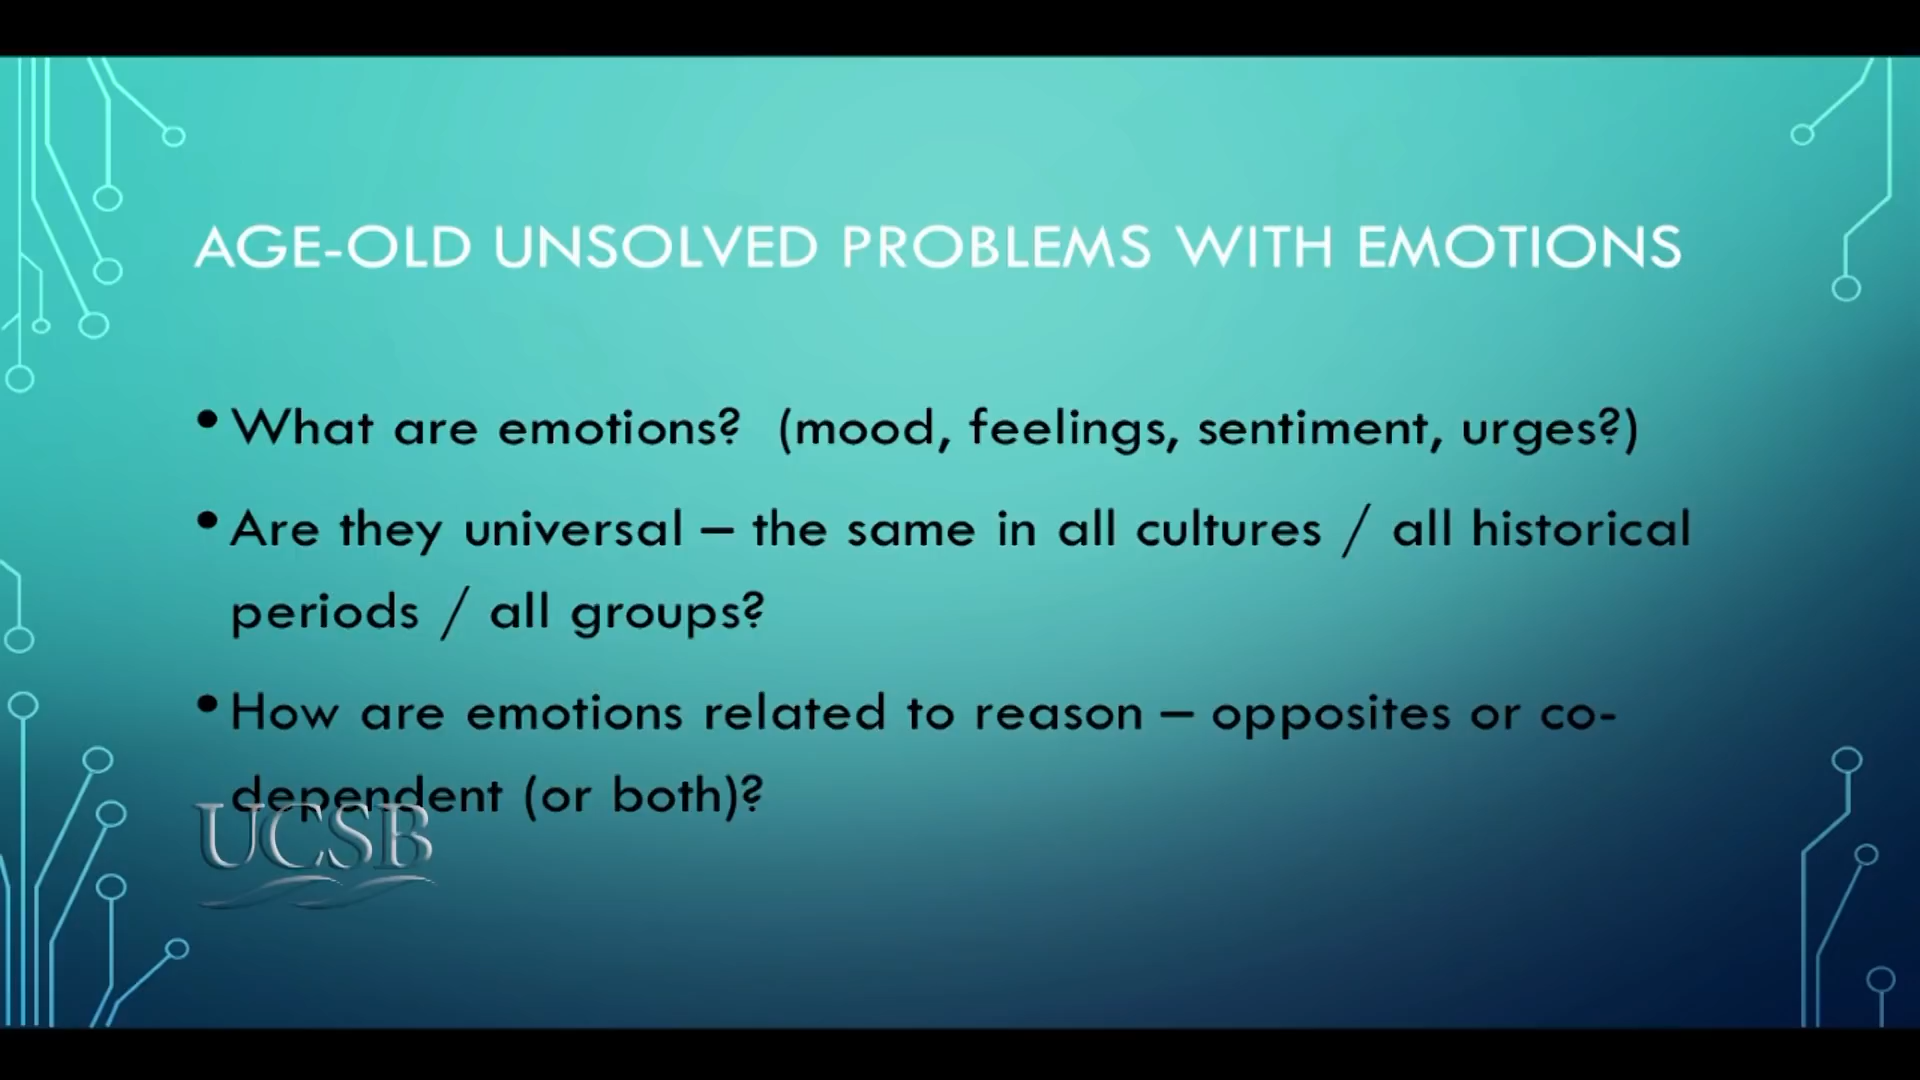 AGE-OLD UNSOLVED PROBLEMS WITH EMOTIONS
• What are emotions? (mood, feelings, sentiment, urges?)
• Are they universal – the same in all cultures / all historical
periods / all groups?
• How are emotions related to reason – opposites or co-
dependent (or both)?
UCSB